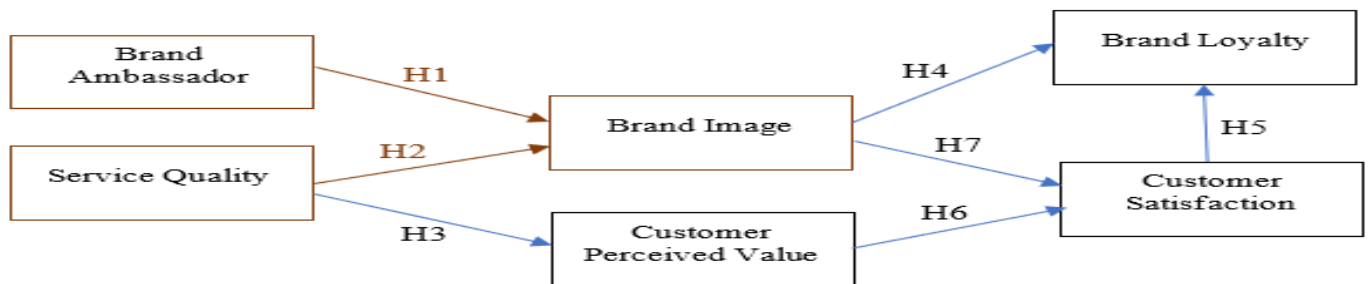 Brand
Ambassador
H1
Service Quality
H2
H3
Brand Image
Customer
Perceived Value
H4
H7
H6
Brand Loyalty
H5
Customer
Satisfaction